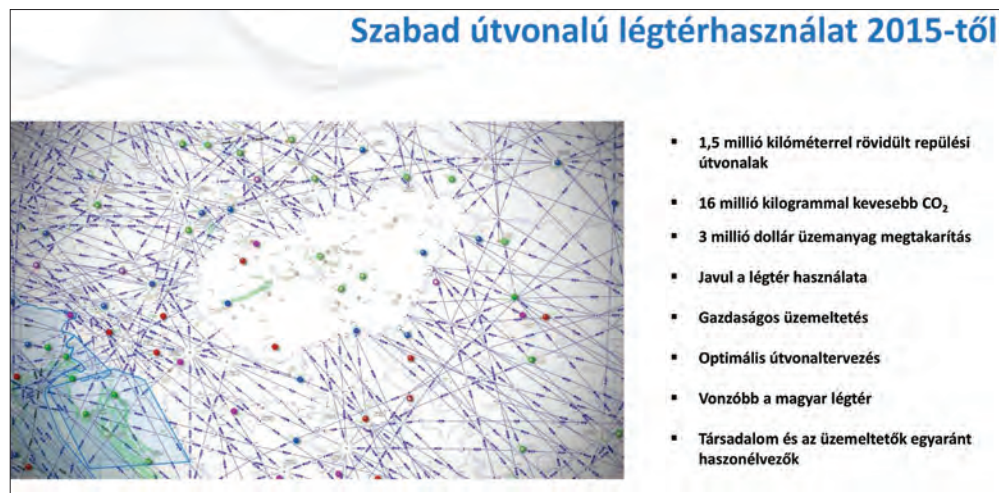 Szabad útvonalú légtérhasználat 2015-től
▪ 1,5 millió kilóméterrel rövidült repülési
útvonalak
▪ 16 millió kilogrammal kevesebb CO₂
▪ 3 millió dollár üzemanyag megtakarítás
▪ Javul a légtér használata
▪ Gazdaságos üzemeltetés
▪ Optimális útvonaltervezés
▪ Vonzóbb a magyar légtér
▪ Társadalom és az üzemeltetők egyaránt
haszonélvezők